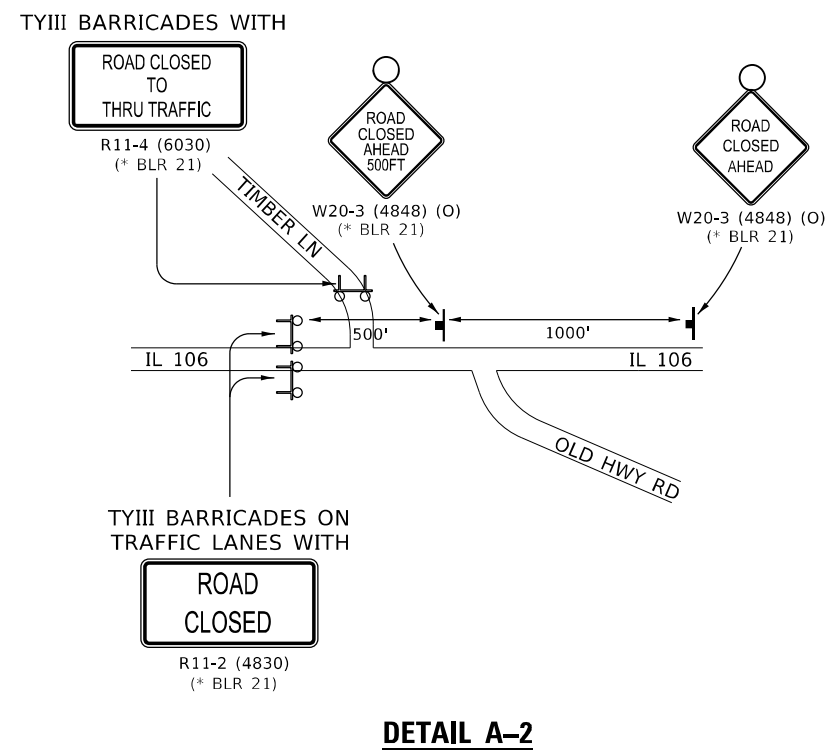 TYIII BARRICADES WITH
ROAD CLOSED
TO
THRU TRAFFIC
R11-4 (6030)
(* BLR 21)
ROAD
CLOSED
AHEAD
500FT
W20-3 (4848) (O)
(* BLR 21)
ROAD
CLOSED
AHEAD
W20-3 (4848) (O)
(* BLR 21)
TIMBER LN
500'
1000'
IL 106
IL 106
OLD HWY RD
TYIII BARRICADES ON
TRAFFIC LANES WITH
ROAD
CLOSED
R11-2 (4830)
(* BLR 21)
DETAIL A–2